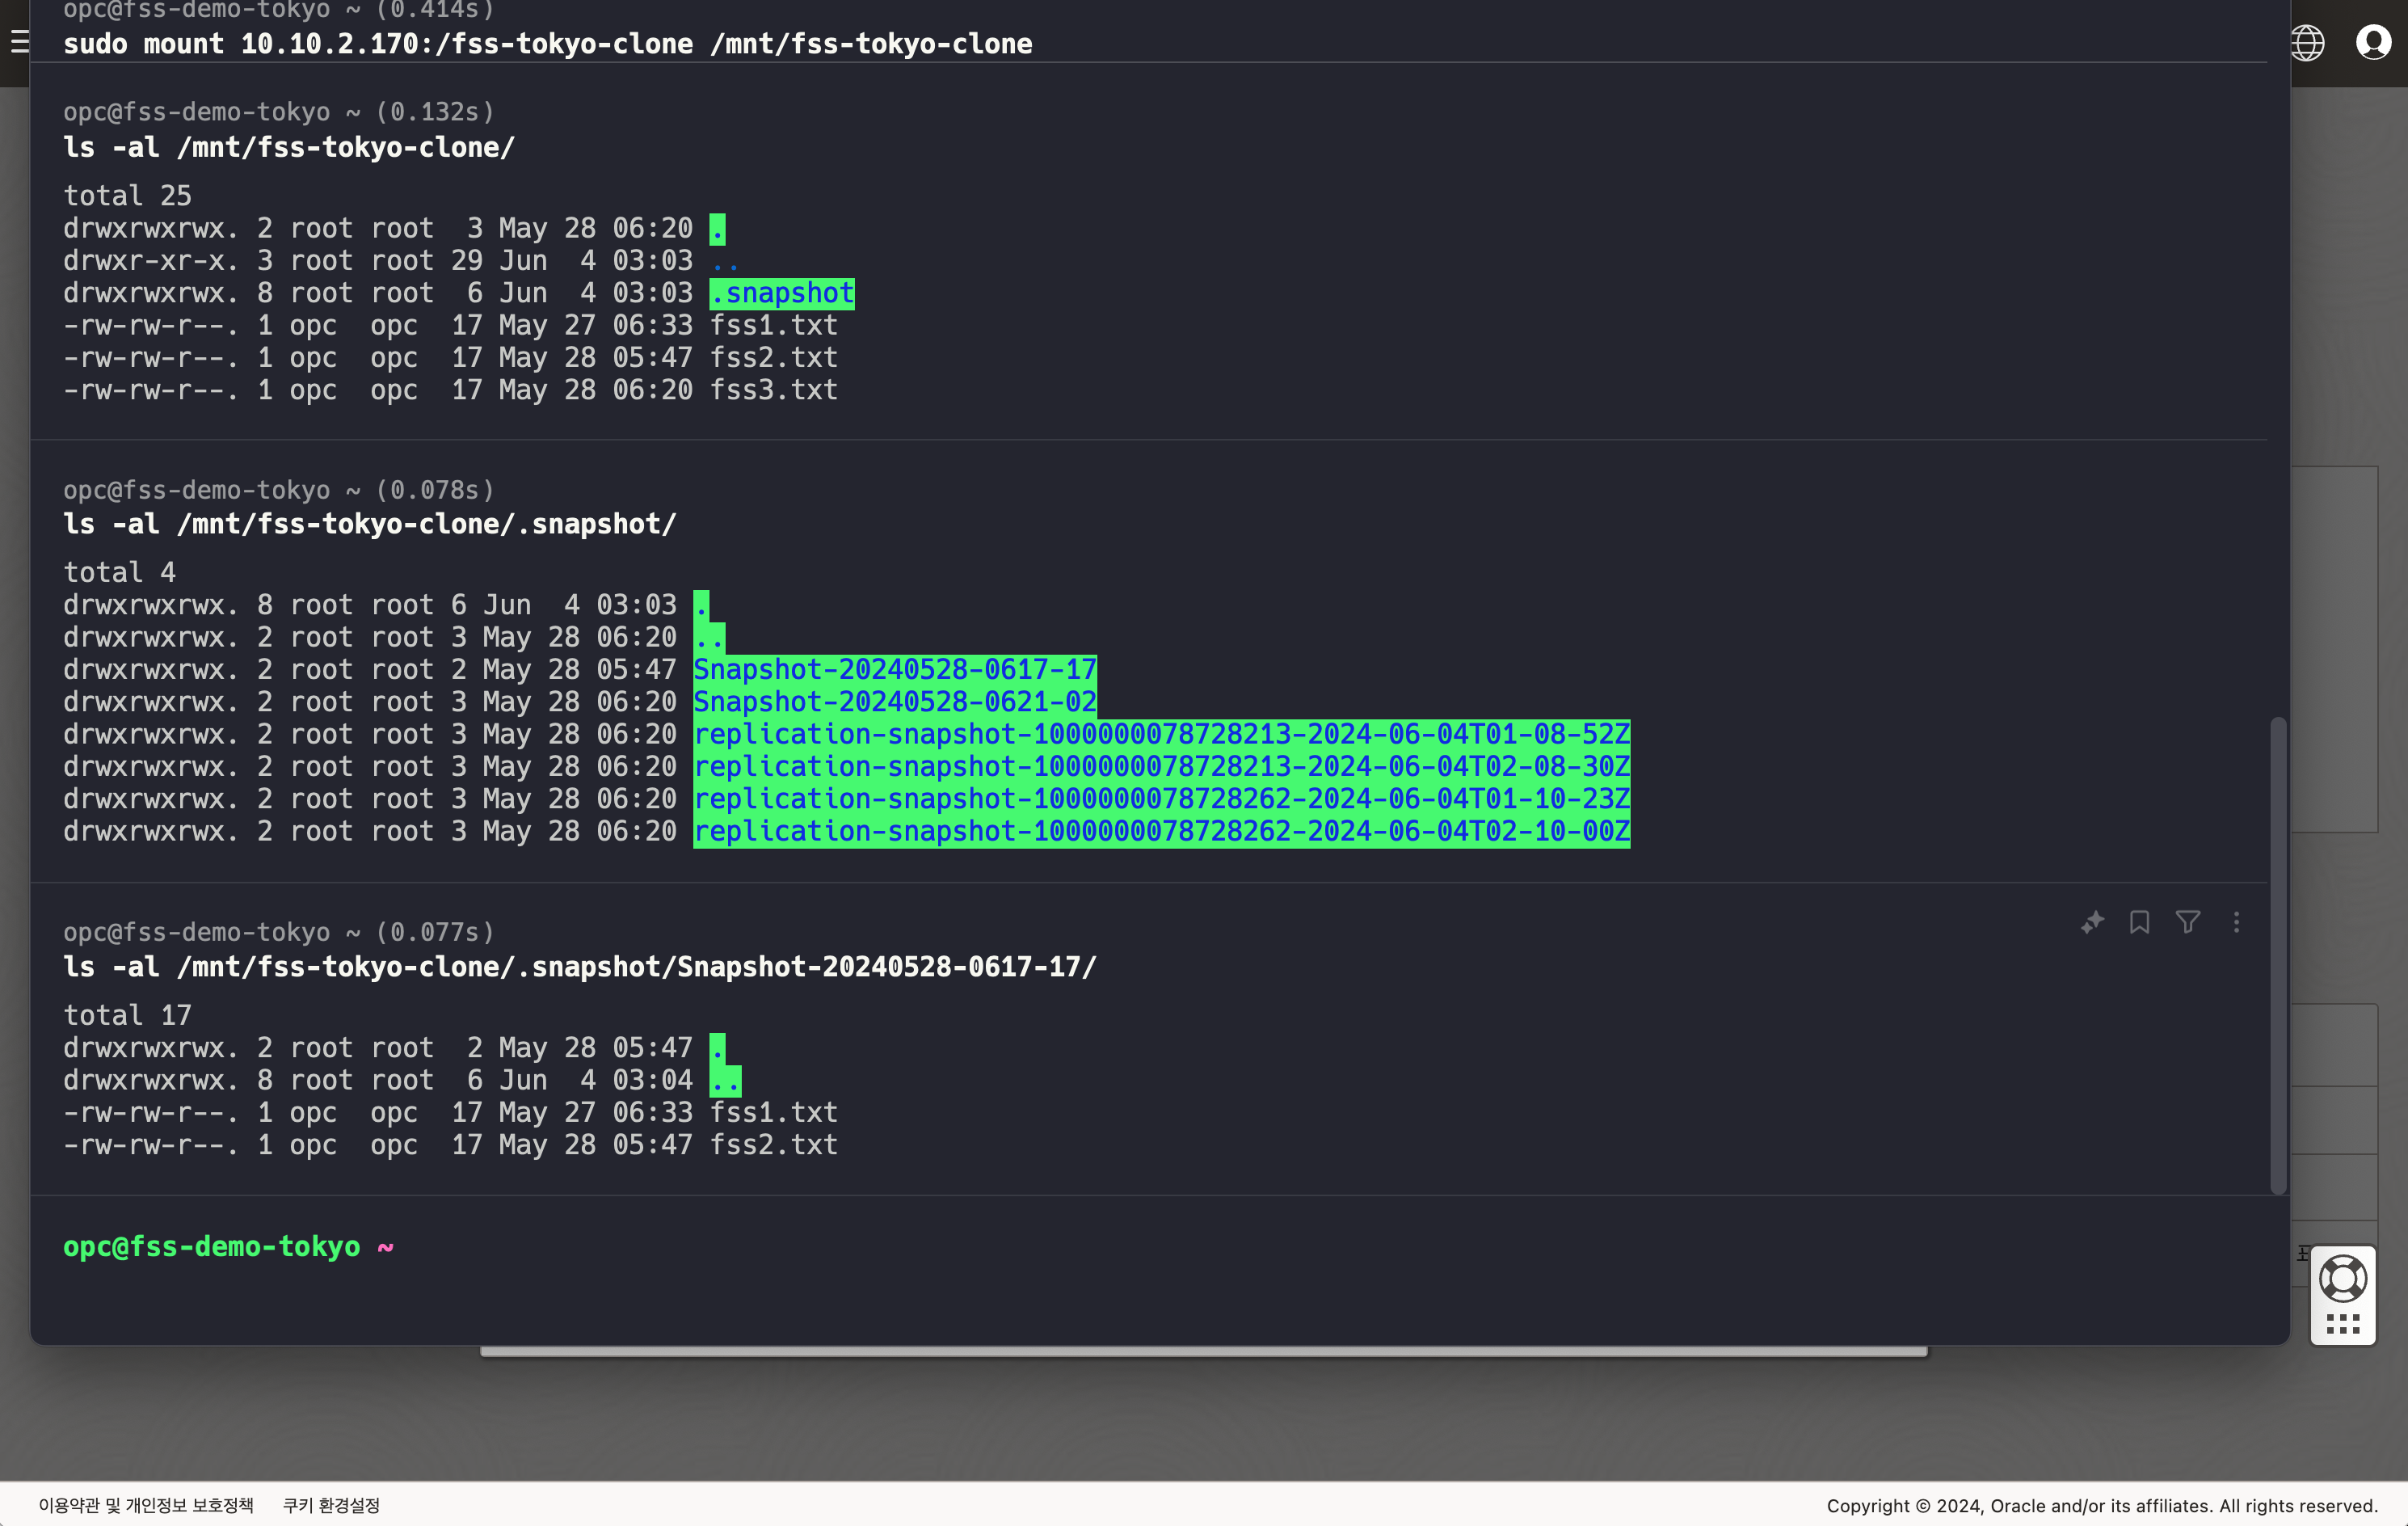 opc@fss-demo-tokyo ~ (0.414s)
sudo mount 10.10.2.170:/fss-tokyo-clone /mnt/fss-tokyo-clone
opc@fss-demo-tokyo ~ (0.132s)
ls -al /mnt/fss-tokyo-clone/
total 25
drwxrwxrwx. 2 root root  3 May 28 06:20 .
drwxr-xr-x. 3 root root 29 Jun  4 03:03 ..
drwxrwxrwx. 8 root root  6 Jun  4 03:03 .snapshot
-rw-rw-r--. 1 opc  opc  17 May 27 06:33 fss1.txt
-rw-rw-r--. 1 opc  opc  17 May 28 05:47 fss2.txt
-rw-rw-r--. 1 opc  opc  17 May 28 06:20 fss3.txt
opc@fss-demo-tokyo ~ (0.078s)
ls -al /mnt/fss-tokyo-clone/.snapshot/
total 4
drwxrwxrwx. 8 root root 6 Jun  4 03:03 .
drwxrwxrwx. 2 root root 3 May 28 06:20 ..
drwxrwxrwx. 2 root root 2 May 28 05:47 Snapshot-20240528-0617-17
drwxrwxrwx. 2 root root 3 May 28 06:20 Snapshot-20240528-0621-02
drwxrwxrwx. 2 root root 3 May 28 06:20 replication-snapshot-1000000078728213-2024-06-04T01-08-52Z
drwxrwxrwx. 2 root root 3 May 28 06:20 replication-snapshot-1000000078728213-2024-06-04T02-08-30Z
drwxrwxrwx. 2 root root 3 May 28 06:20 replication-snapshot-1000000078728262-2024-06-04T01-10-23Z
drwxrwxrwx. 2 root root 3 May 28 06:20 replication-snapshot-1000000078728262-2024-06-04T02-10-00Z
opc@fss-demo-tokyo ~ (0.077s)
ls -al /mnt/fss-tokyo-clone/.snapshot/Snapshot-20240528-0617-17/
total 17
drwxrwxrwx. 2 root root  2 May 28 05:47 .
drwxrwxrwx. 8 root root  6 Jun  4 03:04 ..
-rw-rw-r--. 1 opc  opc  17 May 27 06:33 fss1.txt
-rw-rw-r--. 1 opc  opc  17 May 28 05:47 fss2.txt
opc@fss-demo-tokyo ~
이용약관 및 개인정보 보호정책 쿠키 환경설정
Copyright © 2024, Oracle and/or its affiliates. All rights reserved.